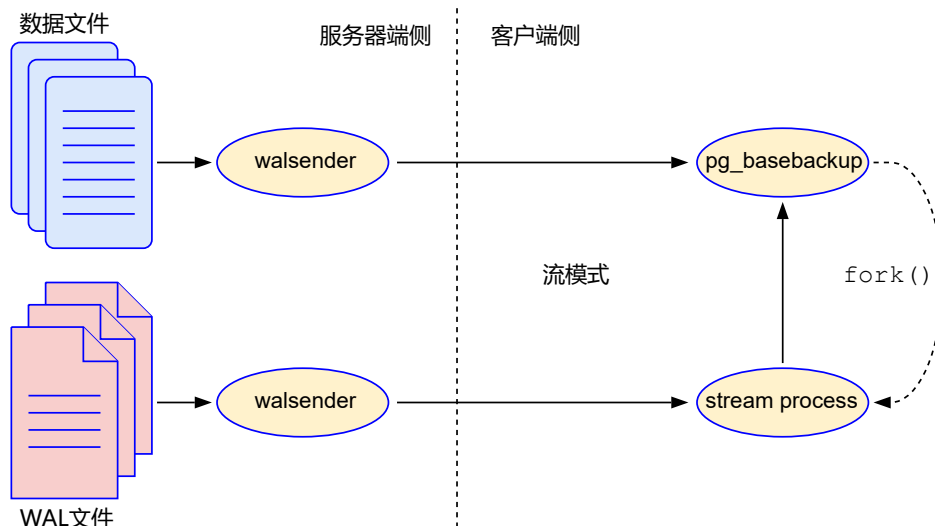 数据文件
服务器端侧
客户端侧
walsender
pg_basebackup
流模式
fork()
walsender
stream process
WAL文件